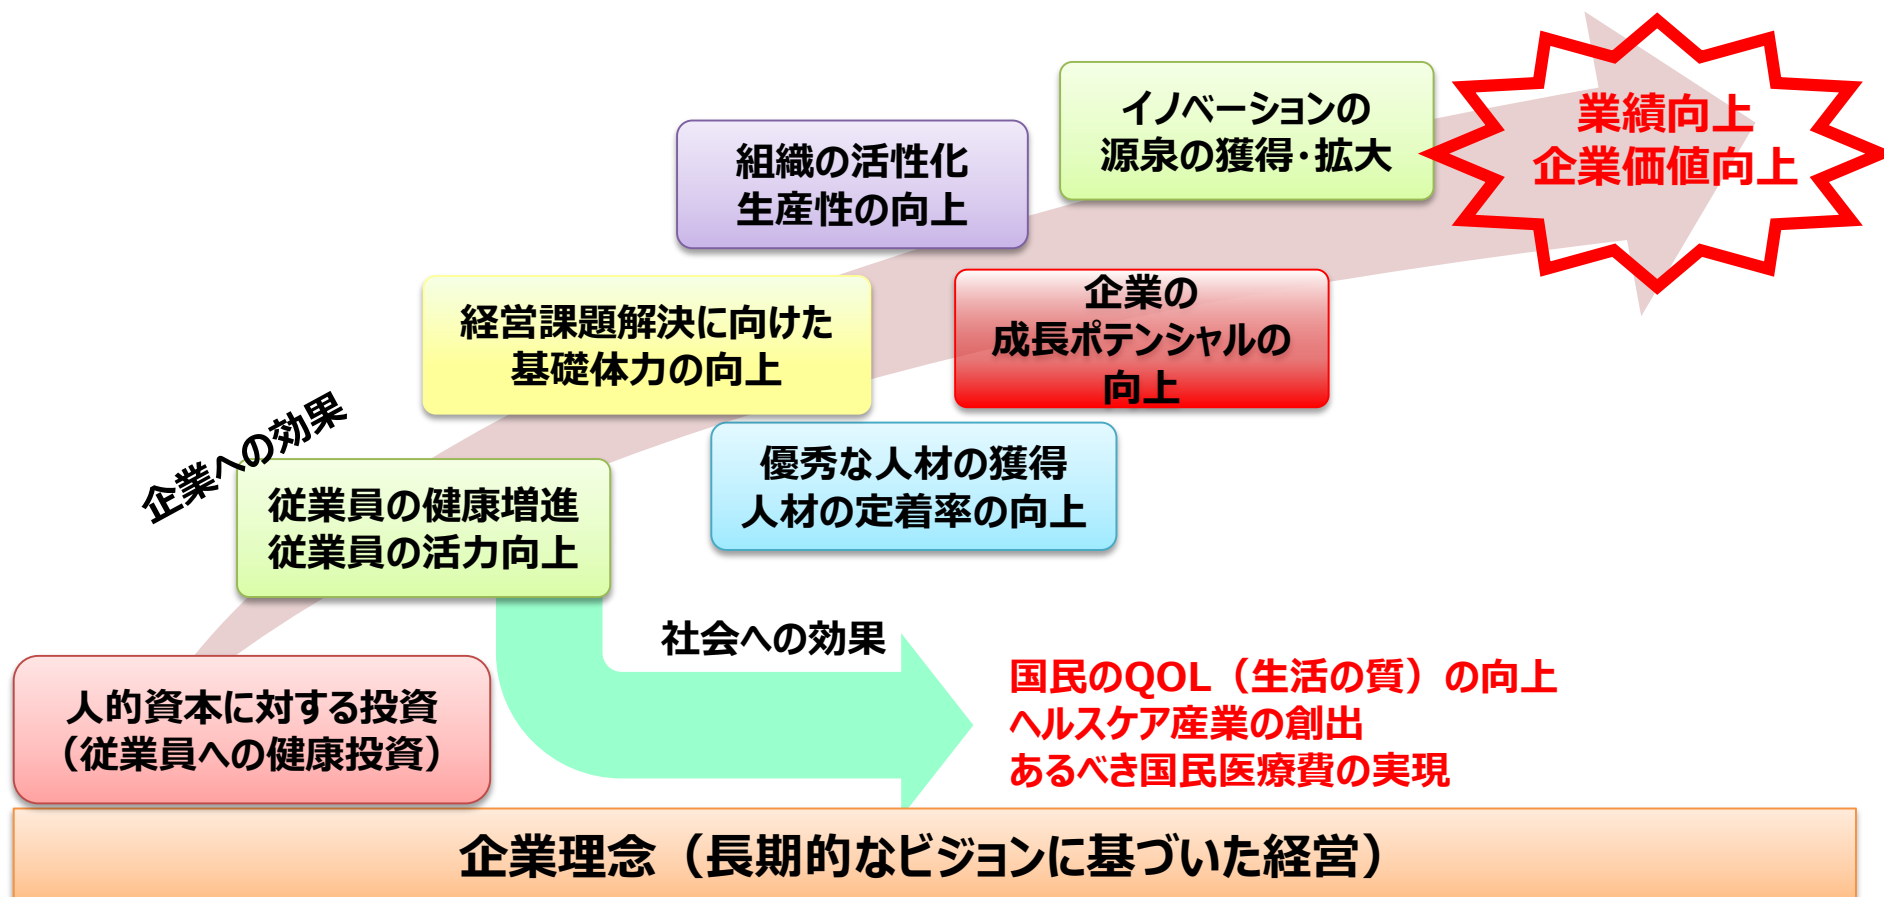 イノベーションの
源泉の獲得・拡大
業績向上
企業価値向上
組織の活性化
生産性の向上
経営課題解決に向けた
基礎体力の向上
企業の
成長ポテンシャルの
向上
企業への効果
従業員の健康増進
従業員の活力向上
優秀な人材の獲得
人材の定着率の向上
社会への効果
人的資本に対する投資
（従業員への健康投資）
国民のQOL（生活の質）の向上
ヘルスケア産業の創出
あるべき国民医療費の実現
企業理念（長期的なビジョンに基づいた経営）